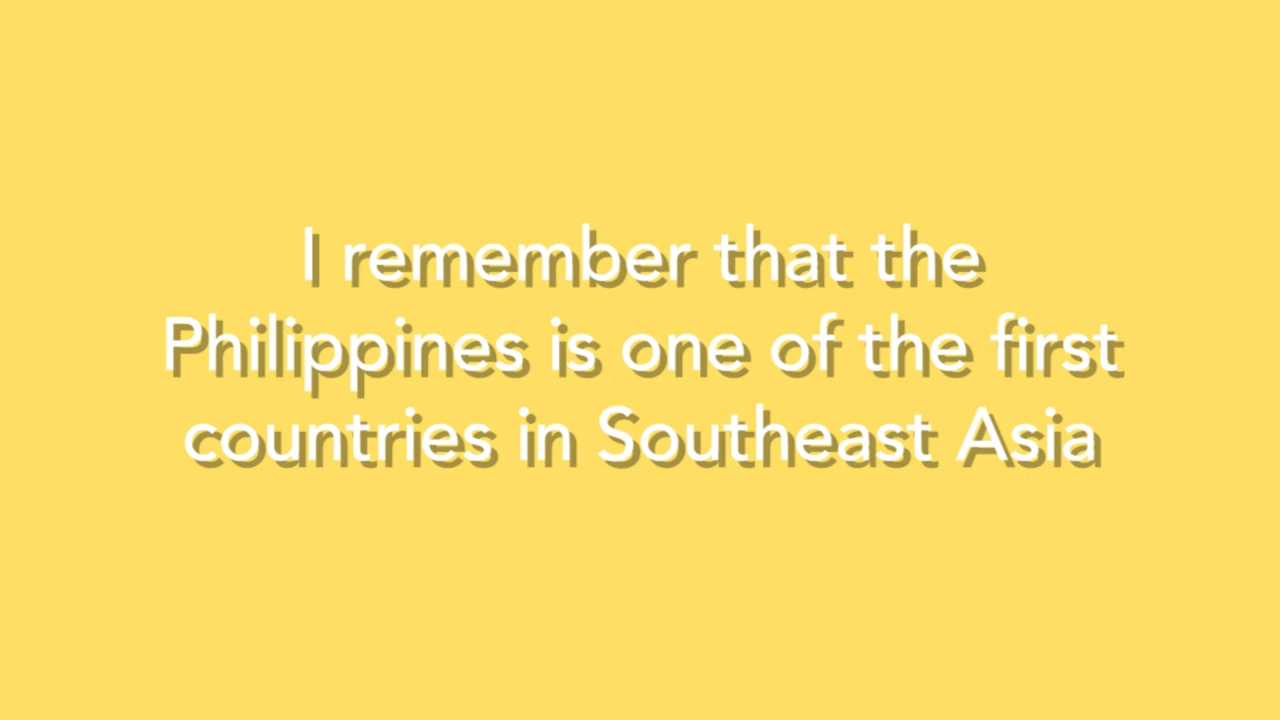 I remember that the
Philippines is one of the first
countries in Southeast Asia